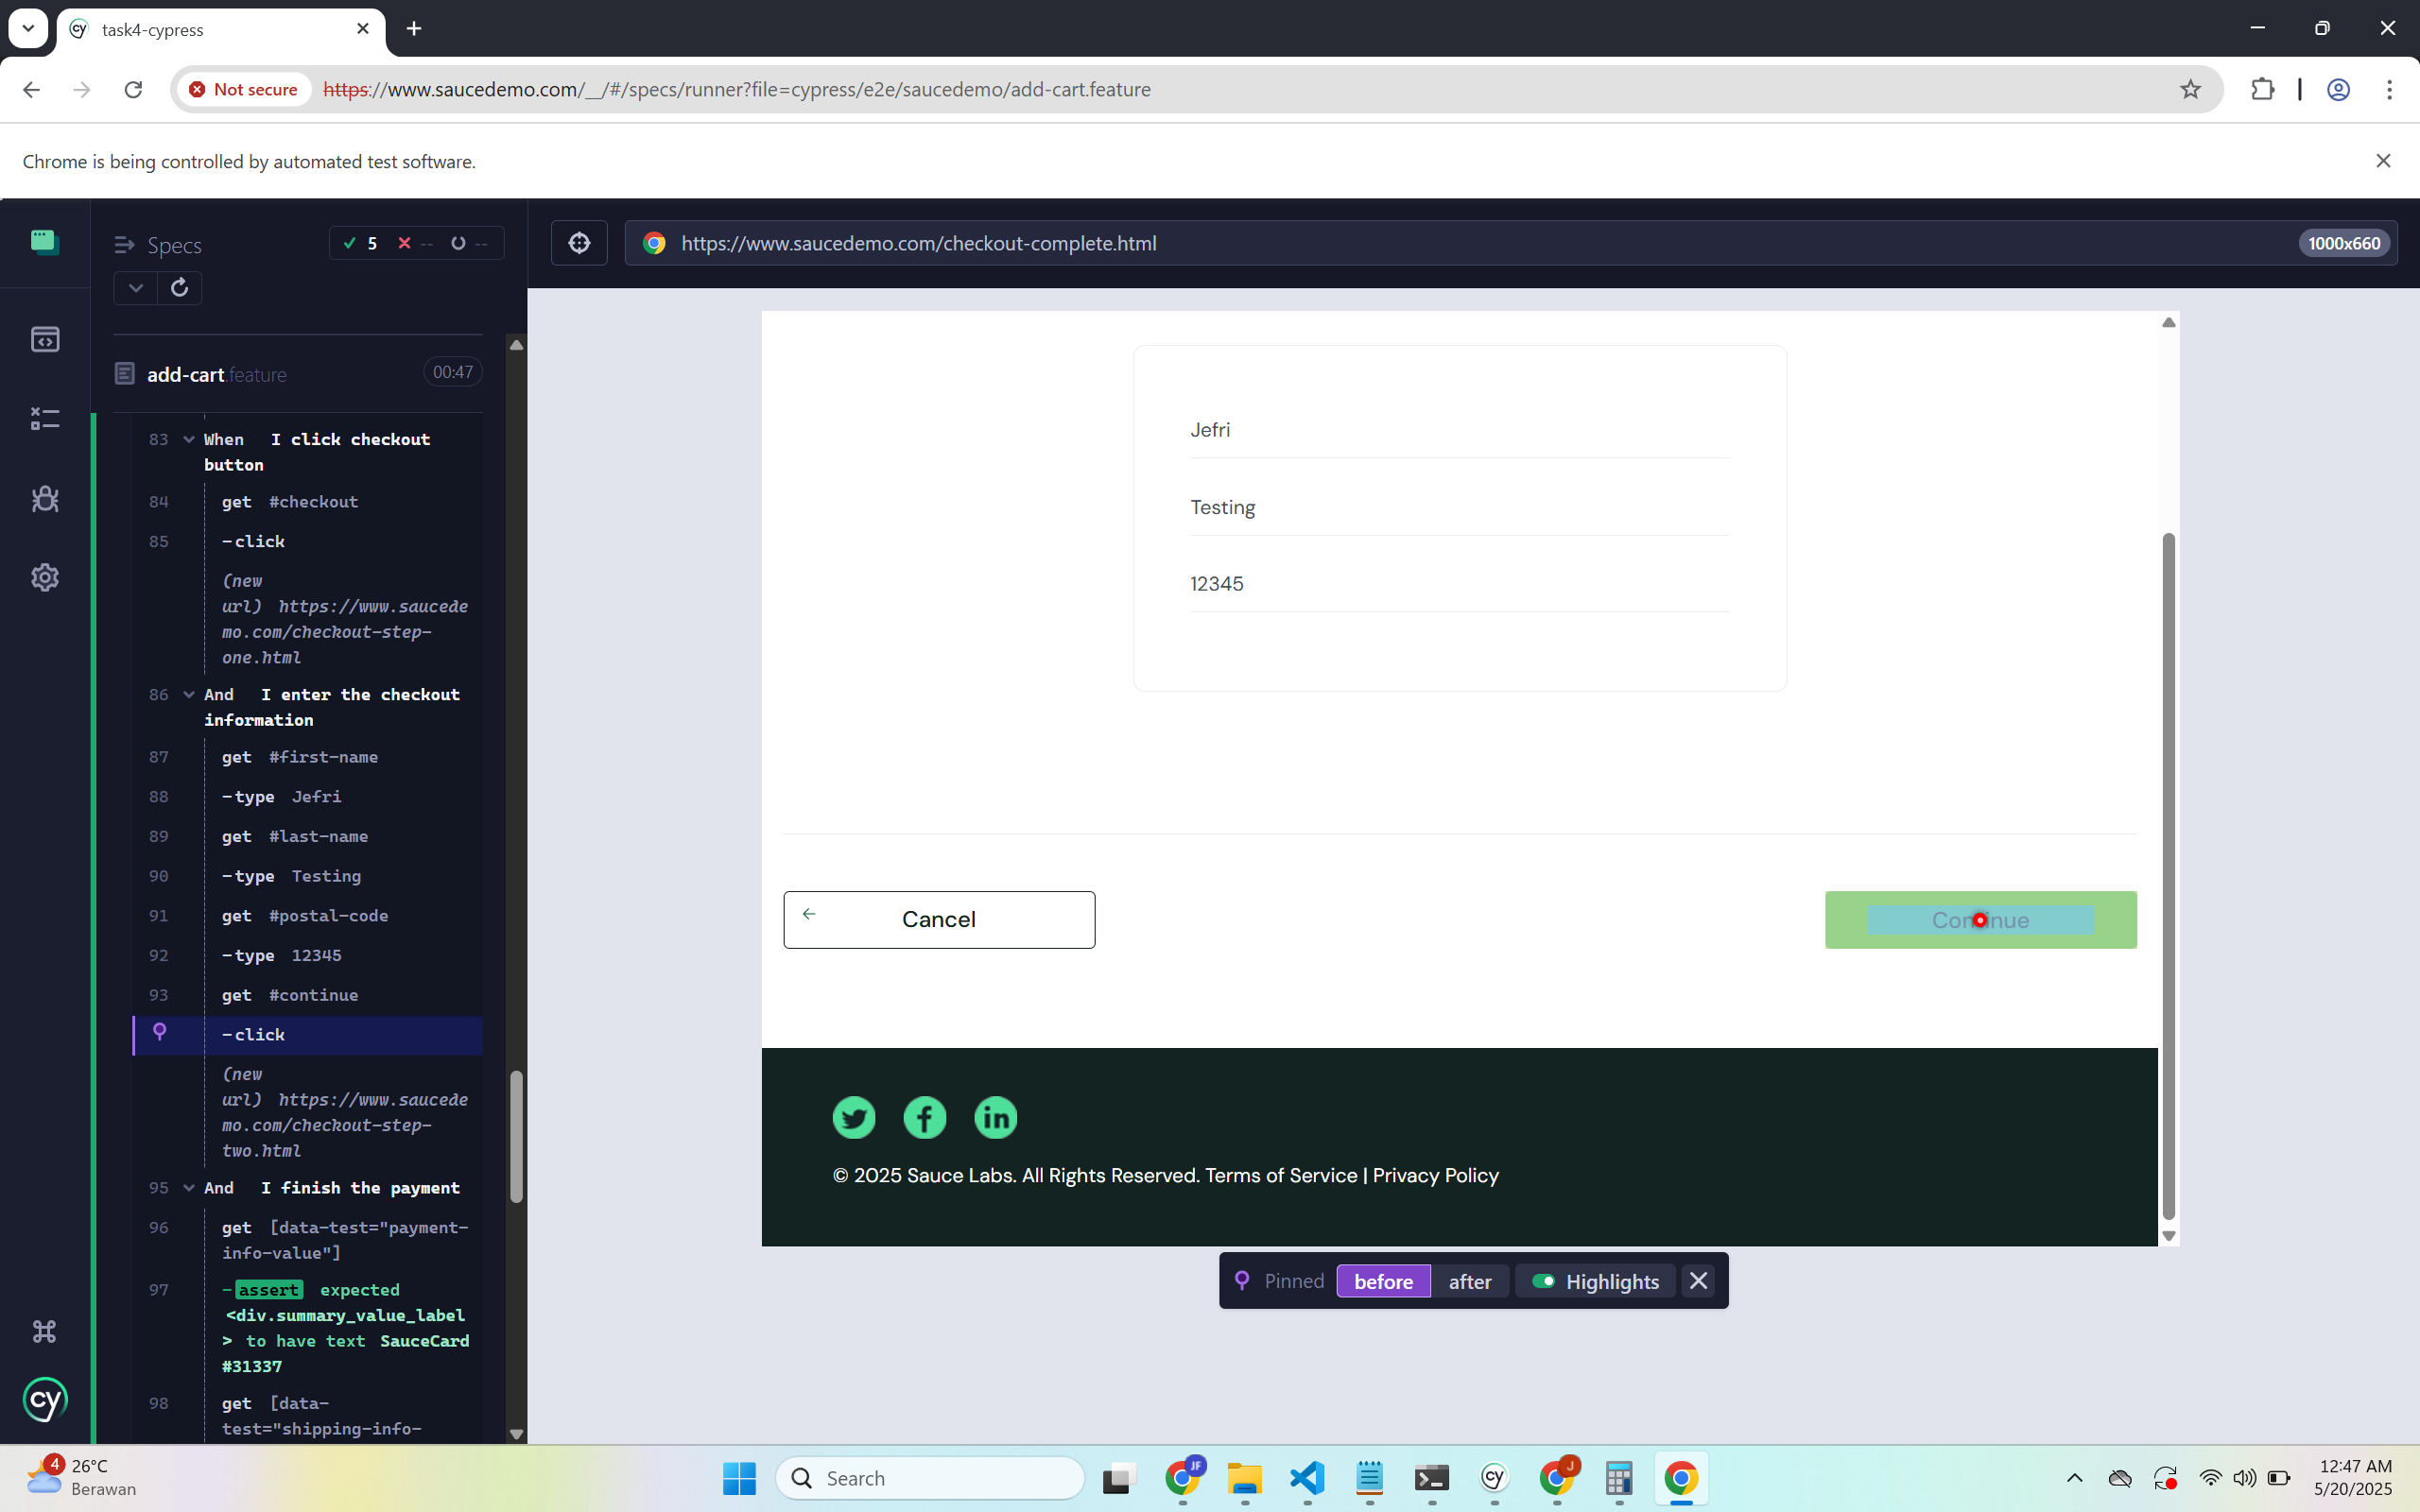 task4-cypress
Not secure
https://www.saucedemo.com/__/#/specs/runner?file=cypress/e2e/saucedemo/add-cart.feature
Chrome is being controlled by automated test software.
Specs
5 -- --
https://www.saucedemo.com/checkout-complete.html
1000x660
add-cart.feature
00:47
83 When I click checkout
button
84 get #checkout
85 -click
(new
url) https://www.saucede
mo.com/checkout-step-
one.html
86 And I enter the checkout
information
87 get #first-name
88 -type Jefri
89 get #last-name
90 -type Testing
91 get #postal-code
92 -type 12345
93 get #continue
-click
(new
url) https://www.saucede
mo.com/checkout-step-
two.html
95 And I finish the payment
96 get [data-test="payment-
info-value"]
97 -assert expected
<div.summary_value_label
> to have text SauceCard
#31337
98 get [data-
test="shipping-info-
Jefri
Testing
12345
Cancel
Continue
© 2025 Sauce Labs. All Rights Reserved. Terms of Service | Privacy Policy
Pinned before after Highlights
cy
4
26°C
Berawan
Search
JF
cy
J
12:47 AM
5/20/2025